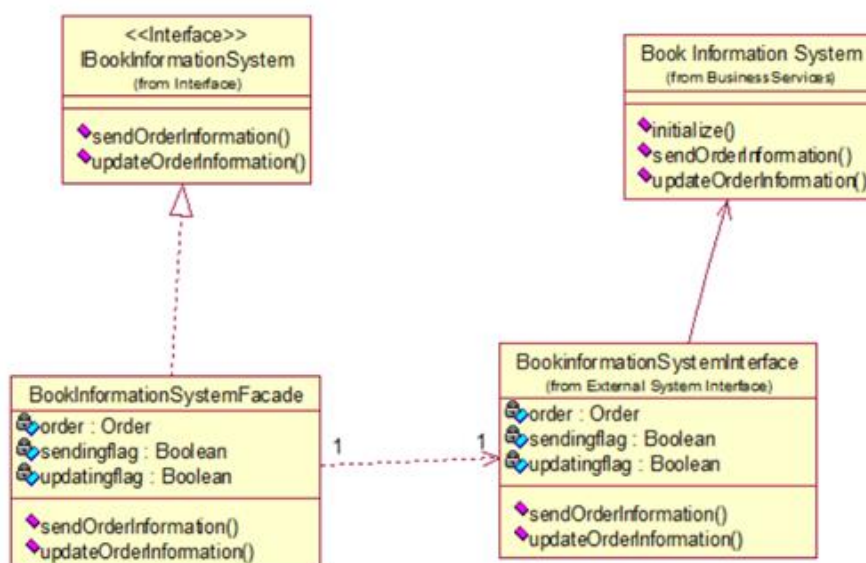 <<Interface>>
IBookInformationSystem
(from Interface)
sendOrderInformation()
updateOrderInformation()
Book Information System
(from BusinessServices)
initialize()
sendOrderInformation()
updateOrderInformation()
BookInformationSystemFacade
order : Order
sendingflag : Boolean
updatingflag : Boolean
sendOrderInformation()
updateOrderInformation()
1
1
BookinformationSystemInterface
(from External System Interface)
order : Order
sendingflag : Boolean
updatingflag : Boolean
sendOrderInformation()
updateOrderInformation()